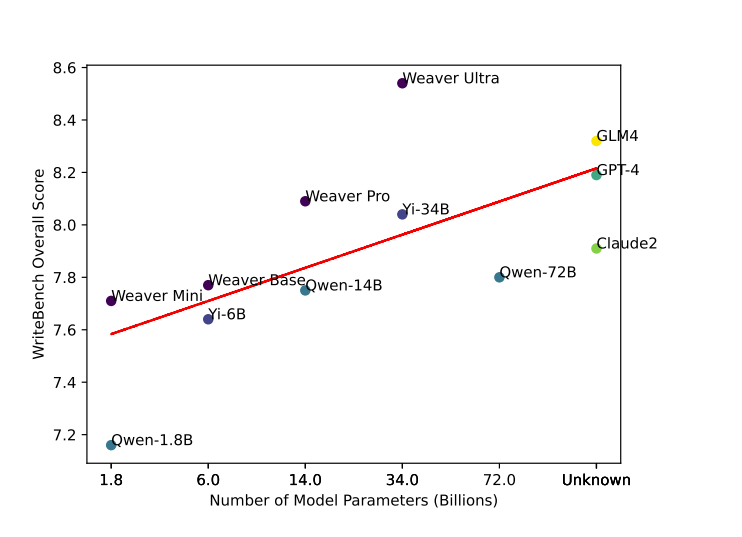 8.6
Weaver Ultra
8.4
GLM4
8.2
GPT-4
Weaver Pro
Yi-34B
8.0
Claude2
Weaver Base
Qwen-14B
Qwen-72B
7.8
Weaver Mini
Yi-6B
7.6
7.4
Qwen-1.8B
7.2
WriteBench Overall Score
1.8 6.0 14.0 34.0 72.0 Unknown
Number of Model Parameters (Billions)